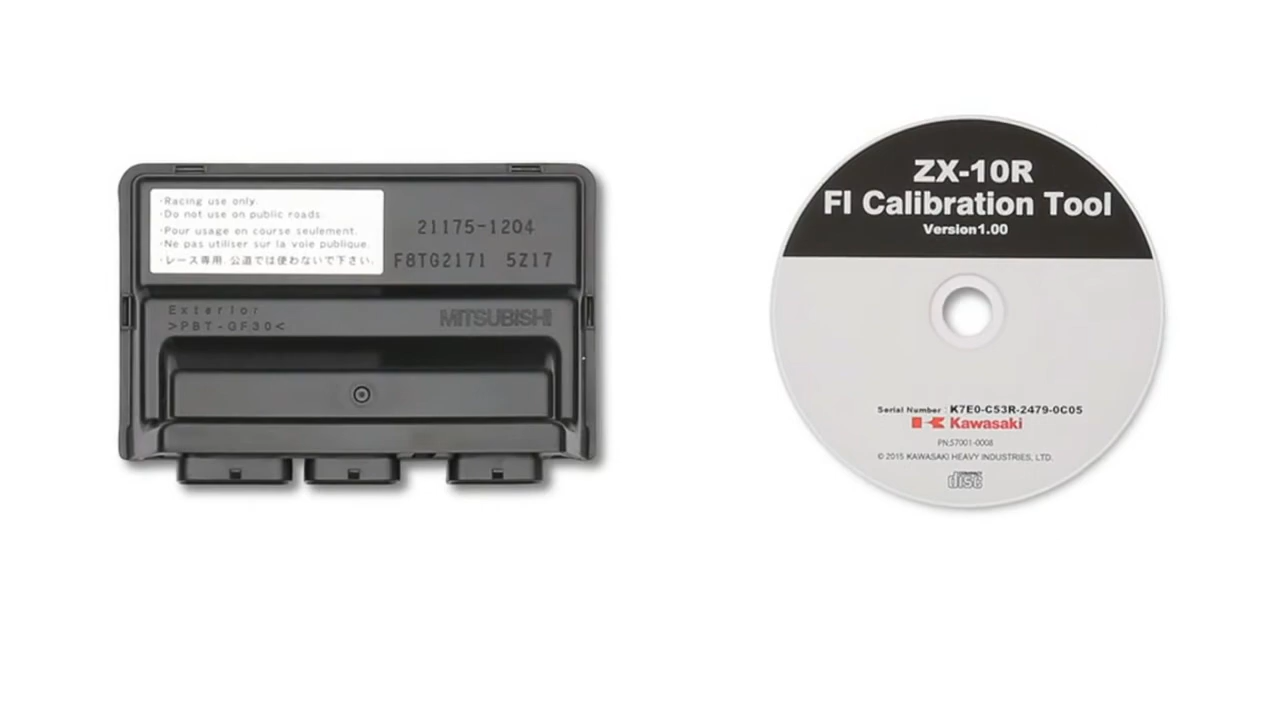 ·Racing use only.
·Do not use on public roads.
·Pour usage en course seulement.
·Ne pas utiliser sur la voie publique.
·レース専用. 公道では使わないで下さい.
21175-1204
F8TG2171 5Z17
Exterior
>PBT-GF30<
MITSUBISHI
ZX-10R
FI Calibration Tool
Version1.00
Serial Number : K7E0-C53R-2479-0C05
Kawasaki
PN:57001-0008
© 2015 KAWASAKI HEAVY INDUSTRIES, LTD.
COMPACT
disc